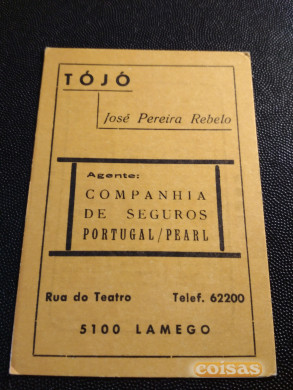 TÓJÓ
José Pereira Rebelo
Agente:
COMPANHIA
DE SEGUROS
PORTUGAL/PEARL
Rua do Teatro Telef. 62200
5100 LAMEGO
coisas